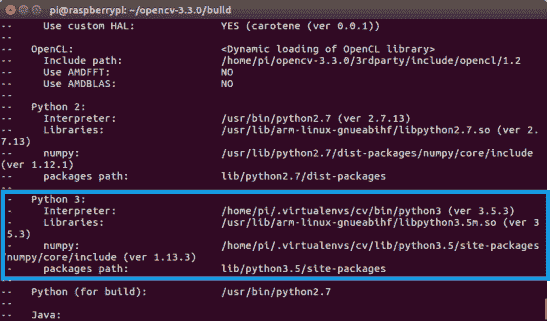 pi@raspberrypi: ~/opencv-3.3.0/build
-- Use custom HAL: YES (carotene (ver 0.0.1))
--
-- OpenCL: <Dynamic loading of OpenCL library>
-- Include path: /home/pi/opencv-3.3.0/3rdparty/include/opencl/1.2
-- Use AMDFFT: NO
-- Use AMDBLAS: NO
--
-- Python 2:
-- Interpreter: /usr/bin/python2.7 (ver 2.7.13)
-- Libraries: /usr/lib/arm-linux-gnueabihf/libpython2.7.so (ver 2.
7.13)
-- numpy: /usr/lib/python2.7/dist-packages/numpy/core/include
(ver 1.12.1)
-- packages path: lib/python2.7/dist-packages
--
- Python 3:
- Interpreter: /home/pi/.virtualenvs/cv/bin/python3 (ver 3.5.3)
- Libraries: /usr/lib/arm-linux-gnueabihf/libpython3.5m.so (ver 3
5.3)
- numpy: /home/pi/.virtualenvs/cv/lib/python3.5/site-packages
numpy/core/include (ver 1.13.3)
- packages path: lib/python3.5/site-packages
--
-- Python (for build): /usr/bin/python2.7
--
-- Java: